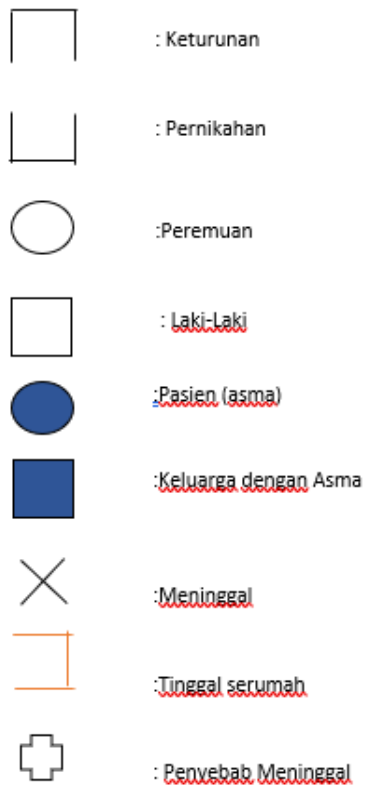 : Keturunan
: Pernikahan
:Peremuan
: Laki-Laki
:Pasien (asma)
:Keluarga dengan Asma
:Meninggal
:Tinggal serumah
: Penyebab Meninggal